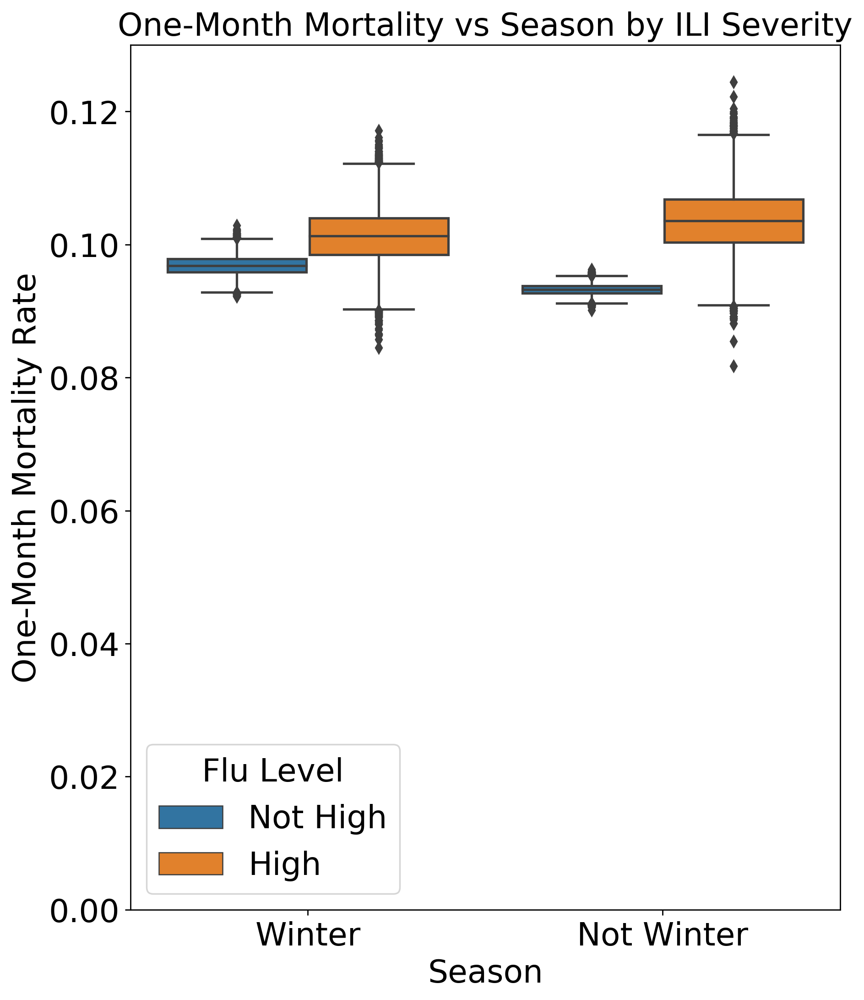 One-Month Mortality vs Season by ILI Severity
One-Month Mortality Rate
0.12
0.10
0.08
0.06
0.04
0.02
0.00
Flu Level
Not High
High
Winter
Not Winter
Season